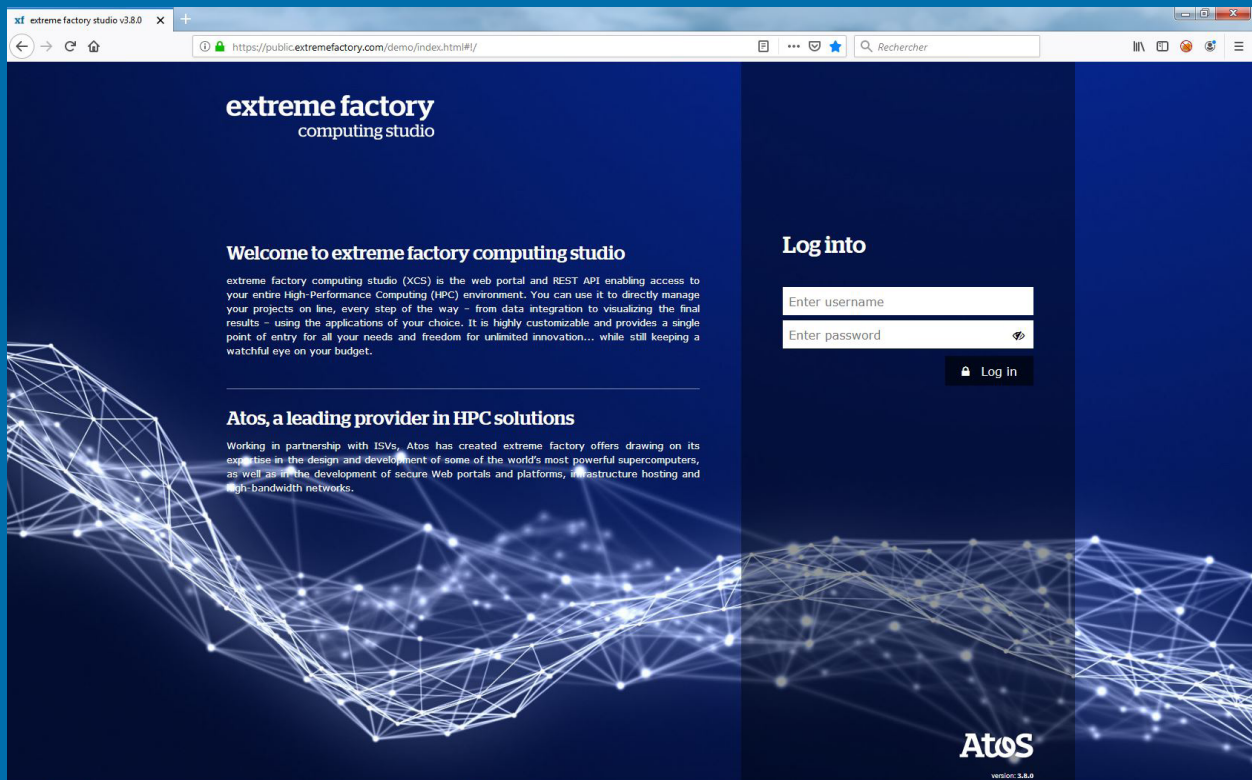 xf extreme factory studio v3.8.0
https://public.extremefactory.com/demo/index.html#!/
Rechercher
extreme factory
computing studio
Welcome to extreme factory computing studio
extreme factory computing studio (XCS) is the web portal and REST API enabling access to
your entire High-Performance Computing (HPC) environment. You can use it to directly manage
your projects on line, every step of the way – from data integration to visualizing the final
results – using the applications of your choice. It is highly customizable and provides a single
point of entry for all your needs and freedom for unlimited innovation... while still keeping a
watchful eye on your budget.
Atos, a leading provider in HPC solutions
Working in partnership with ISVs, Atos has created extreme factory offers drawing on its
expertise in the design and development of some of the world's most powerful supercomputers,
as well as in the development of secure Web portals and platforms, infrastructure hosting and
high-bandwidth networks.
Log into
Enter username
Enter password
Log in
Atos
version: 3.8.0